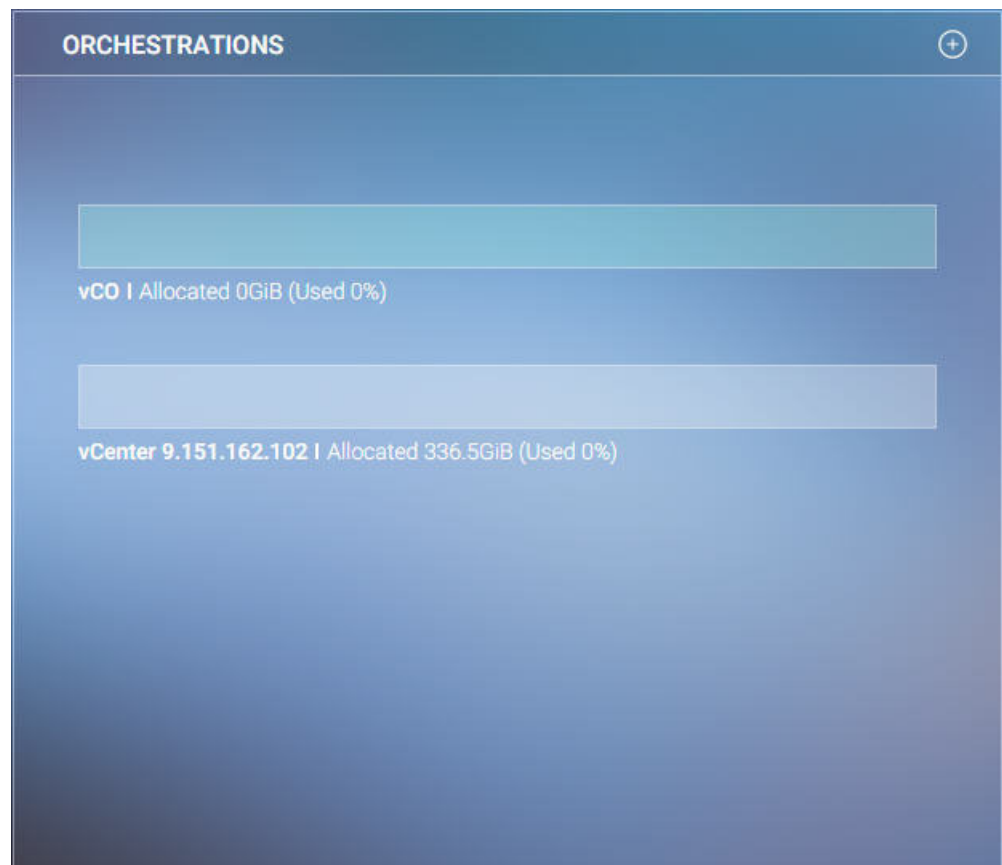 ORCHESTRATIONS
vCO | Allocated 0GiB (Used 0%)
vCenter 9.151.162.102 | Allocated 336.5GiB (Used 0%)